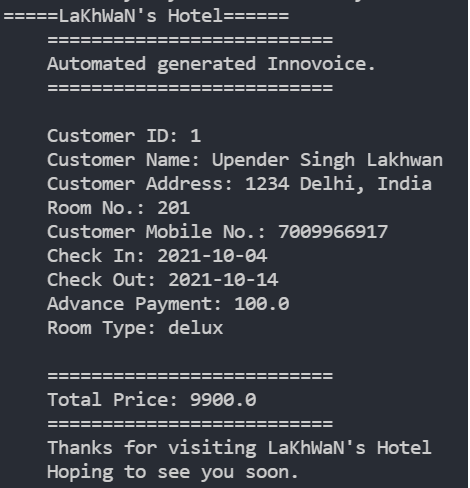 =====LaKhWaN's Hotel======
==========================
Automated generated Innovoice.
==========================
Customer ID: 1
Customer Name: Upender Singh Lakhwan
Customer Address: 1234 Delhi, India
Room No.: 201
Customer Mobile No.: 7009966917
Check In: 2021-10-04
Check Out: 2021-10-14
Advance Payment: 100.0
Room Type: delux
==========================
Total Price: 9900.0
==========================
Thanks for visiting LaKhWaN's Hotel
Hoping to see you soon.